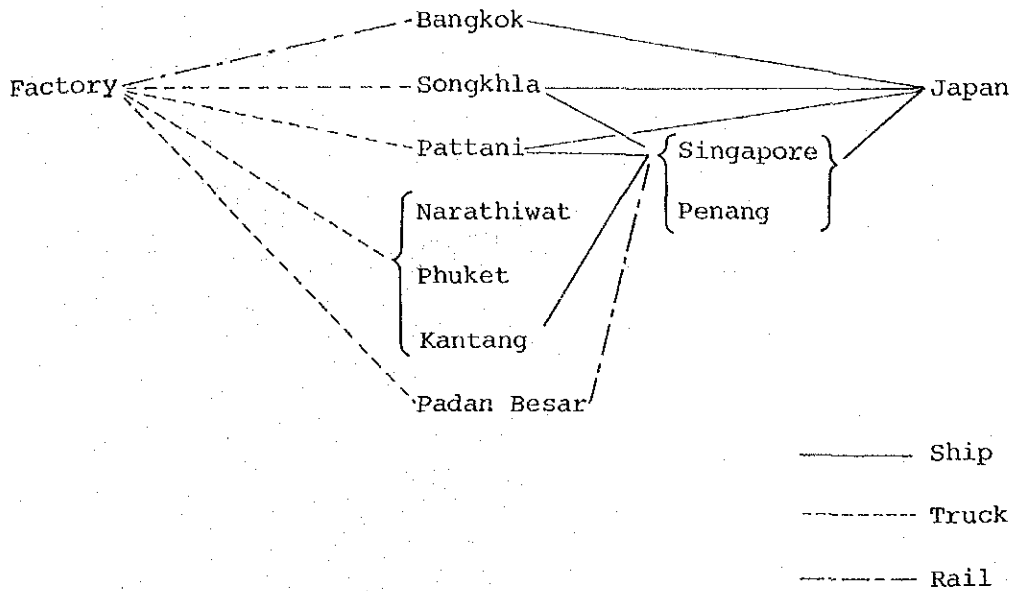 Bangkok
Factory Songkhla Japan
Pattani Singapore
Narathiwat Penang
Phuket
Kantang
Padan Besar
Ship
Truck
Rail